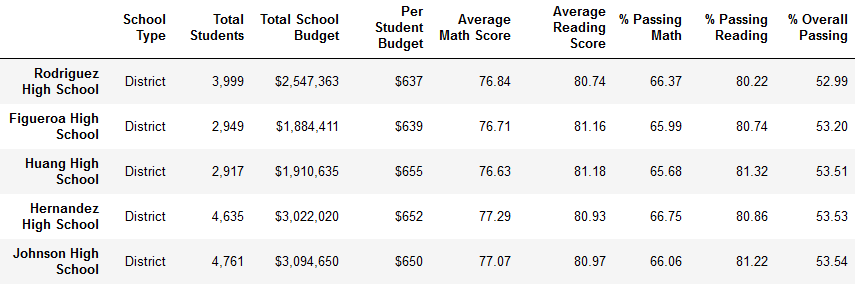 School Type Total Students Total School Budget Per Student Budget Average Math Score Average Reading Score % Passing Math % Passing Reading % Overall Passing
Rodriguez High School District 3,999 $2,547,363 $637 76.84 80.74 66.37 80.22 52.99
Figueroa High School District 2,949 $1,884,411 $639 76.71 81.16 65.99 80.74 53.20
Huang High School District 2,917 $1,910,635 $655 76.63 81.18 65.68 81.32 53.51
Hernandez High School District 4,635 $3,022,020 $652 77.29 80.93 66.75 80.86 53.53
Johnson High School District 4,761 $3,094,650 $650 77.07 80.97 66.06 81.22 53.54